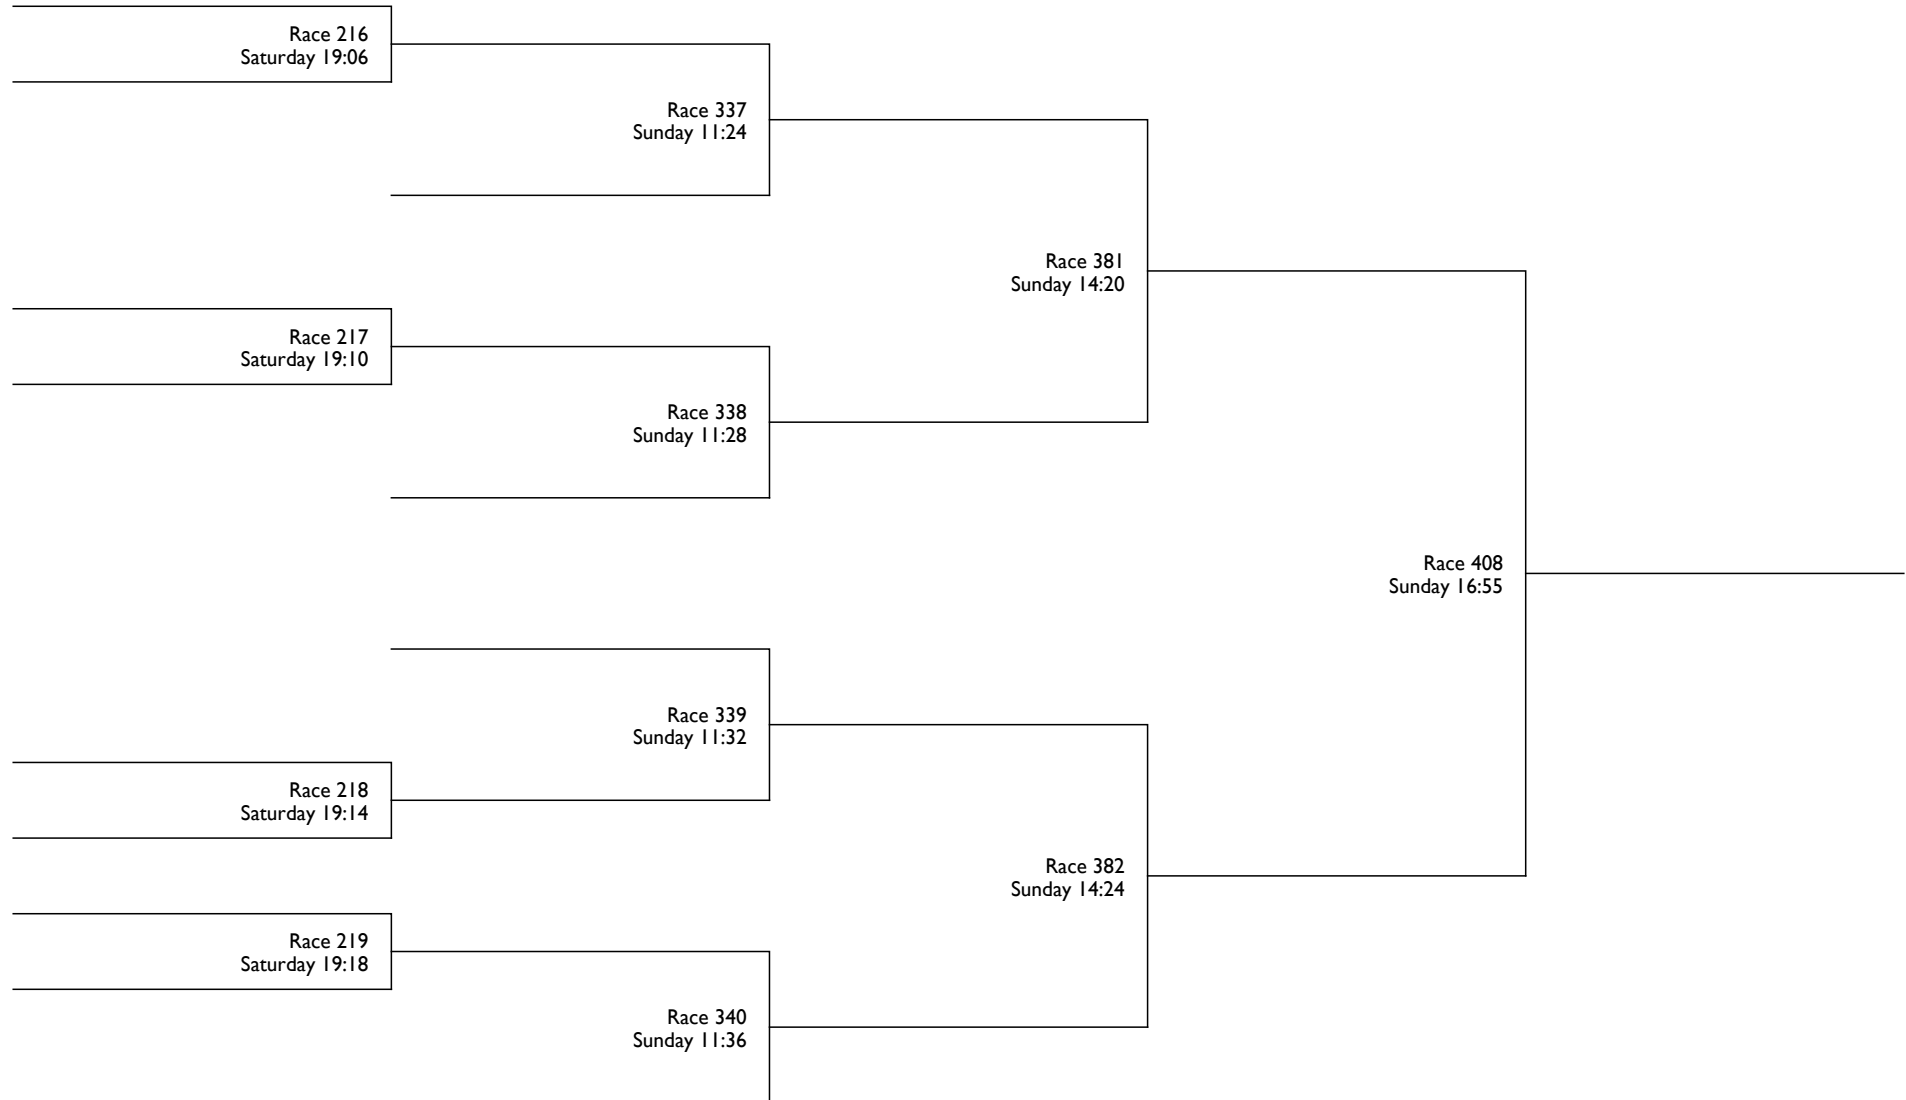 Race 216
Saturday 19:06
Race 337
Sunday 11:24
Race 381
Sunday 14:20
Race 217
Saturday 19:10
Race 338
Sunday 11:28
Race 408
Sunday 16:55
Race 339
Sunday 11:32
Race 218
Saturday 19:14
Race 382
Sunday 14:24
Race 219
Saturday 19:18
Race 340
Sunday 11:36